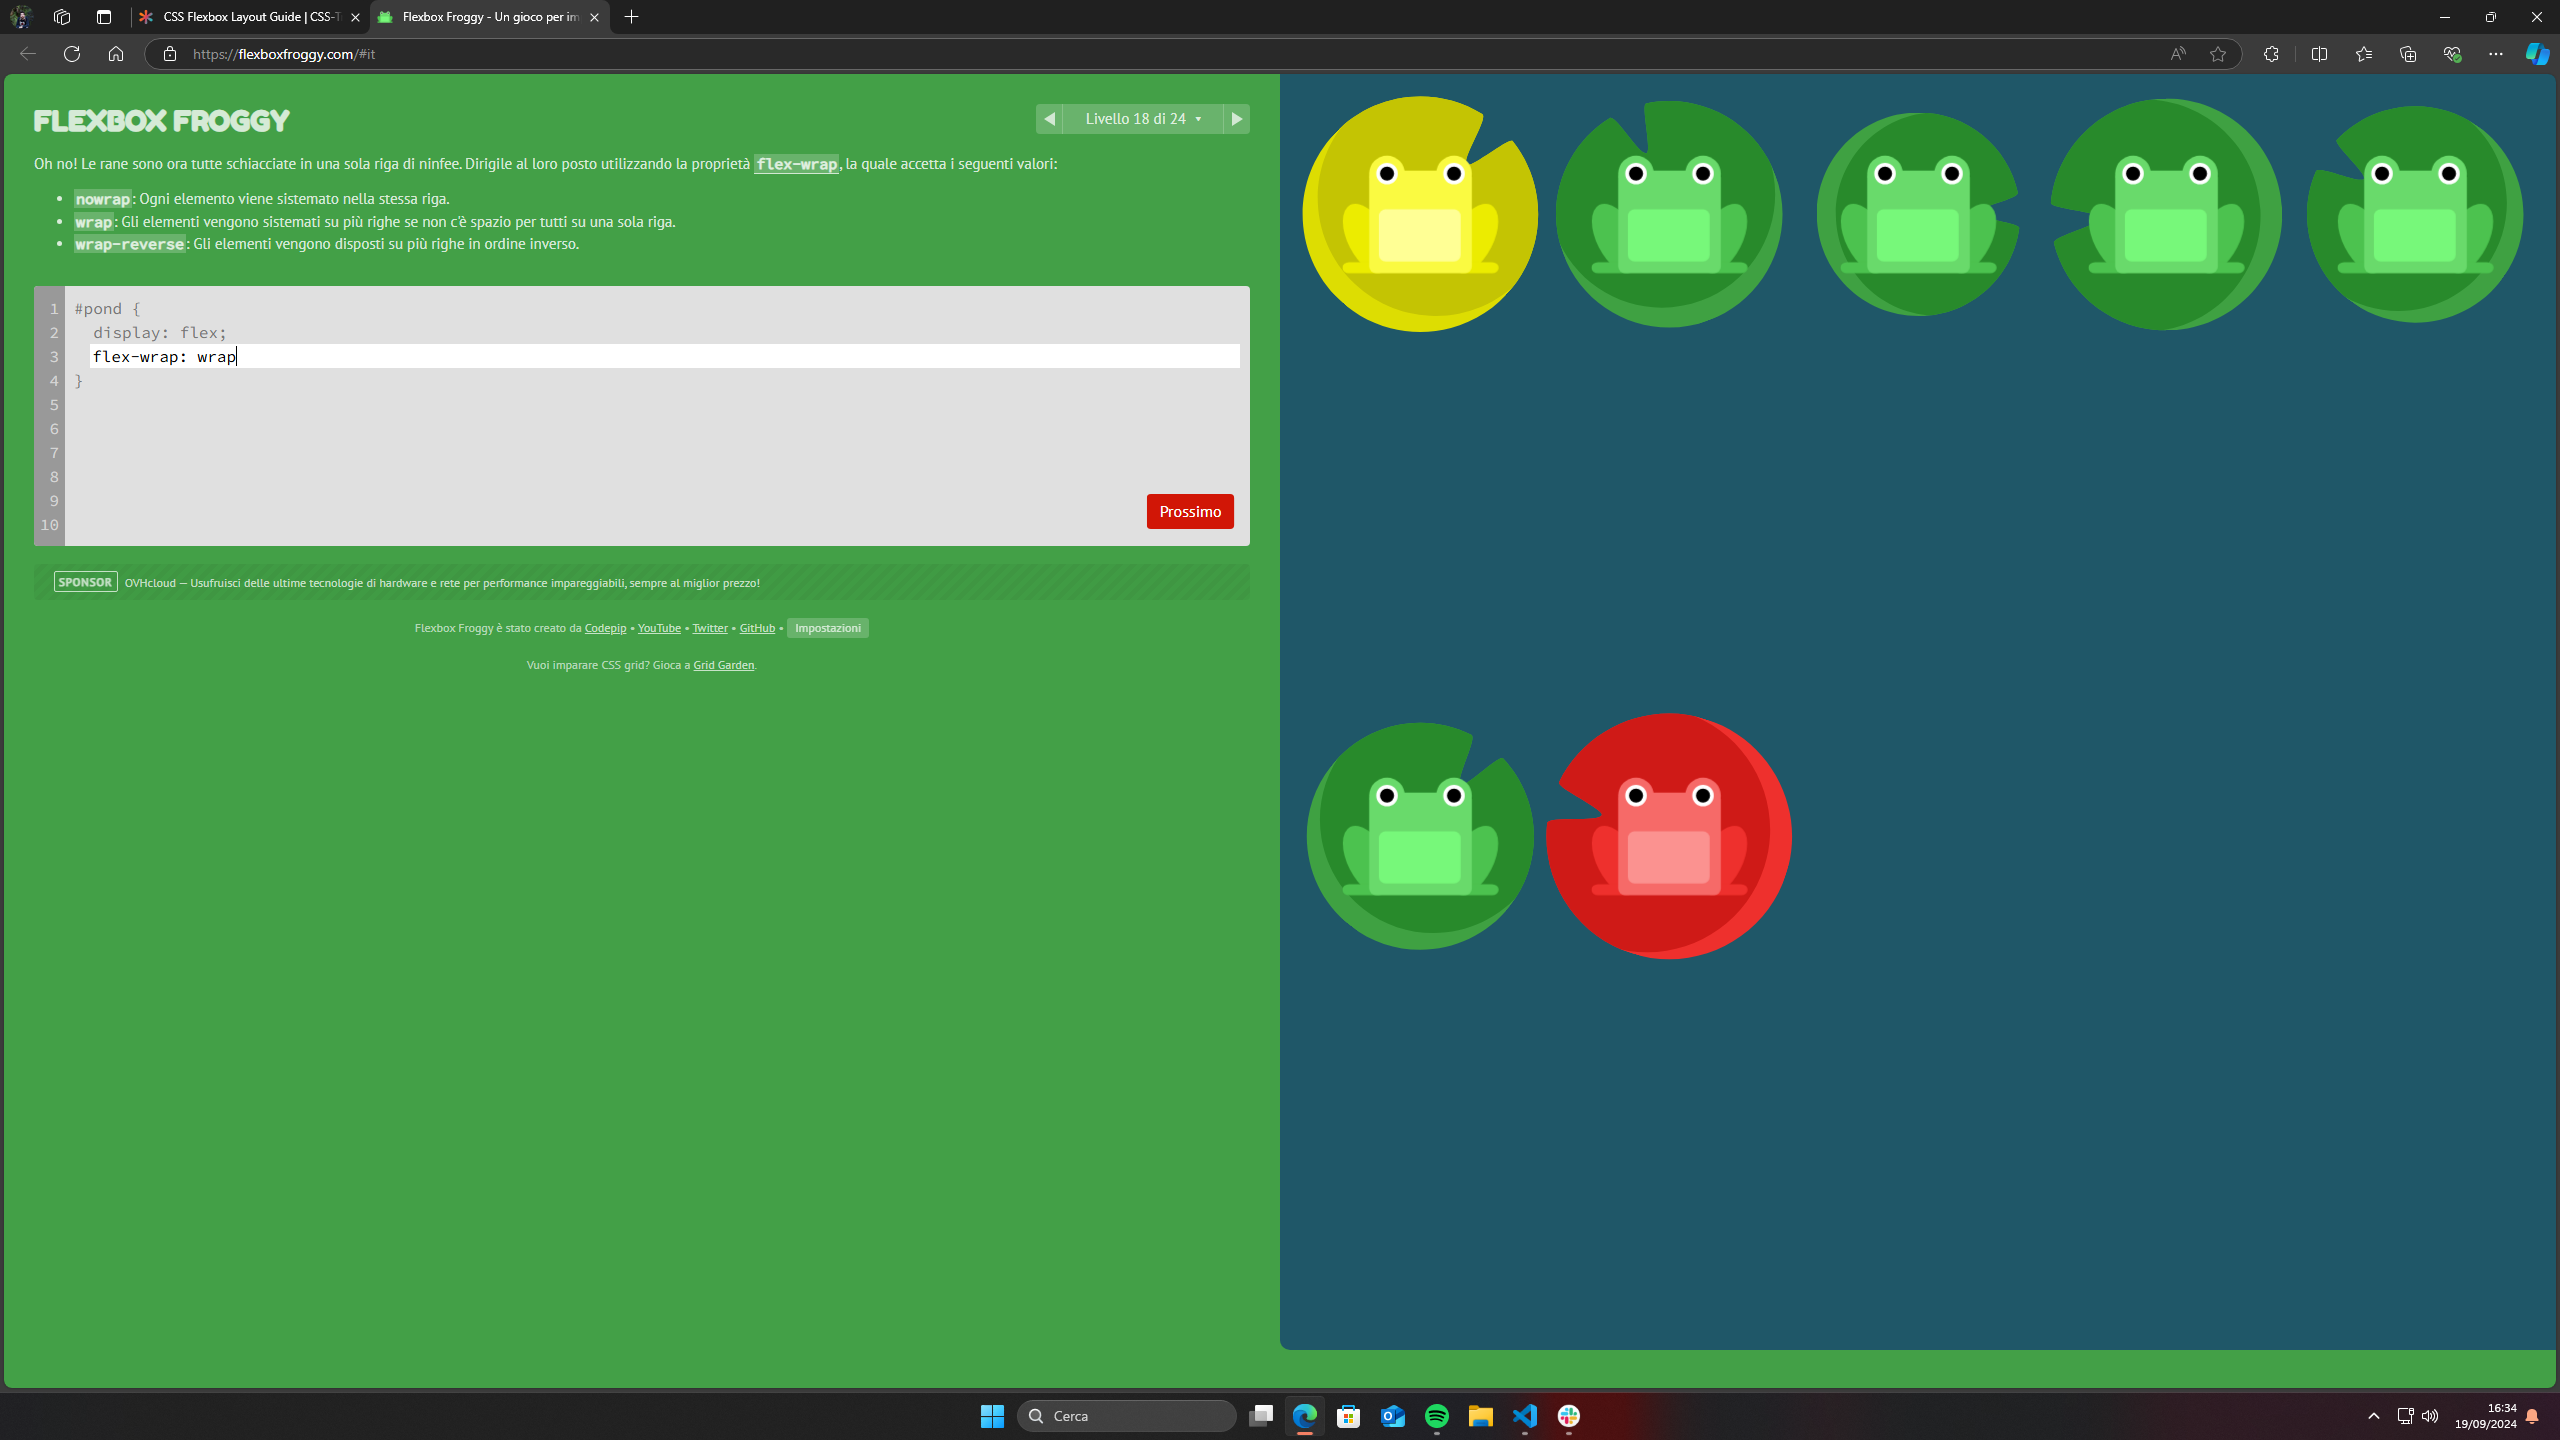 CSS Flexbox Layout Guide | CSS-T
Flexbox Froggy - Un gioco per im
https://flexboxfroggy.com/#it
FLEXBOX FROGGY
Livello 18 di 24
Oh no! Le rane sono ora tutte schiacciate in una sola riga di ninfee. Dirigile al loro posto utilizzando la proprietà flex-wrap, la quale accetta i seguenti valori:
• nowrap: Ogni elemento viene sistemato nella stessa riga.
• wrap: Gli elementi vengono sistemati su più righe se non c'è spazio per tutti su una sola riga.
• wrap-reverse: Gli elementi vengono disposti su più righe in ordine inverso.
1 #pond {
2 display: flex;
3 flex-wrap: wrap
4 }
5
6
7
8
9
10
Prossimo
SPONSOR OVHcloud — Usufruisci delle ultime tecnologie di hardware e rete per performance impareggiabili, sempre al miglior prezzo!
Flexbox Froggy è stato creato da Codepip • YouTube • Twitter • GitHub • Impostazioni
Vuoi imparare CSS grid? Gioca a Grid Garden.
Cerca
16:34
19/09/2024